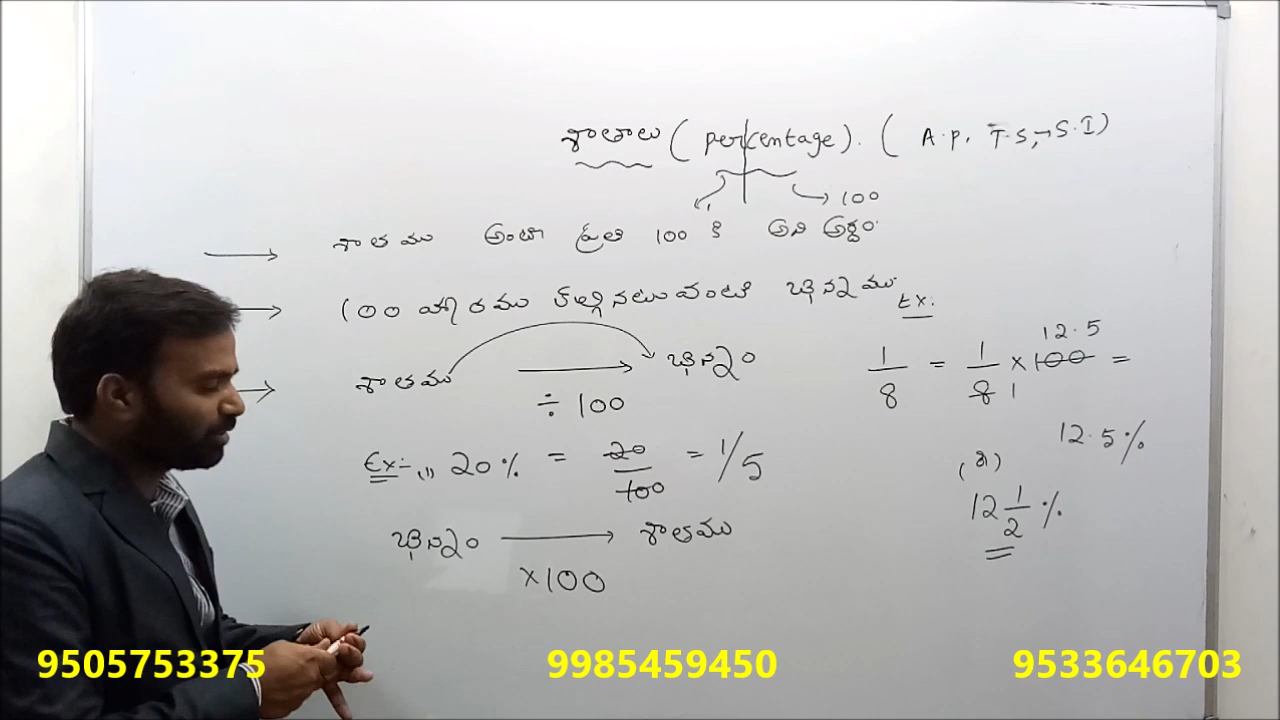 శాతాలు (percentage). ( A.P, T.S, → S.I)
100
→ శాతము అంటే ప్రతి 100 కి అని అర్థం
→ 100 హారము కల్గినటువంటి భిన్నము.
→ శాతము → భిన్నం
÷ 100
Ex:- (1) 20% = 20/100 = 1/5
భిన్నం → శాతము
×100
Ex:
12.5
1/8 = 1/8 × 100 =
1
12.5%
(లే)
12 1/2 %
9505753375 9985459450 9533646703